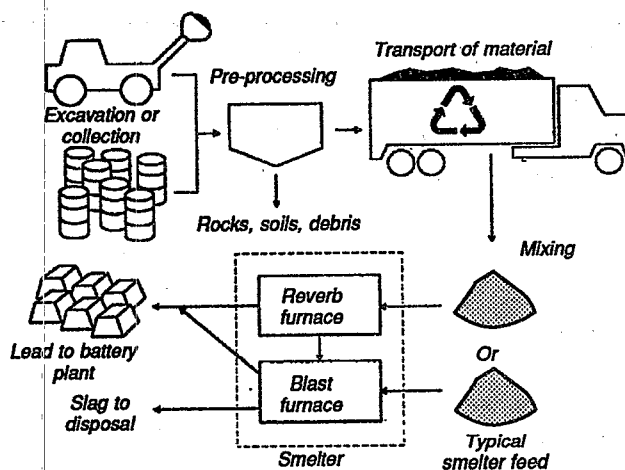 Transport of material
Pre-processing
Excavation or
collection
Rocks, soils, debris
Mixing
Reverb
furnace
Lead to battery
plant
Or
Blast
furnace
Slag to
disposal
Typical
smelter feed
Smelter